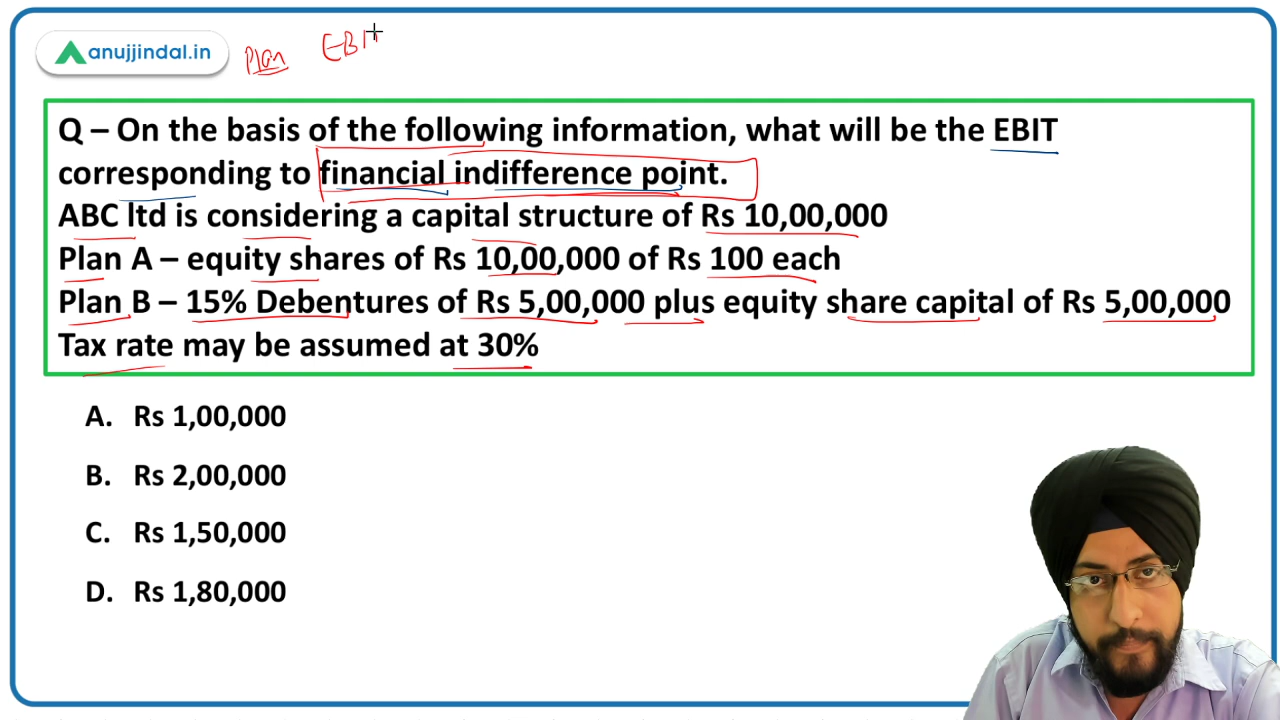 anujjindal.in
Plan EBIT
Q – On the basis of the following information, what will be the EBIT
corresponding to financial indifference point.
ABC ltd is considering a capital structure of Rs 10,00,000
Plan A – equity shares of Rs 10,00,000 of Rs 100 each
Plan B – 15% Debentures of Rs 5,00,000 plus equity share capital of Rs 5,00,000
Tax rate may be assumed at 30%
A. Rs 1,00,000
B. Rs 2,00,000
C. Rs 1,50,000
D. Rs 1,80,000